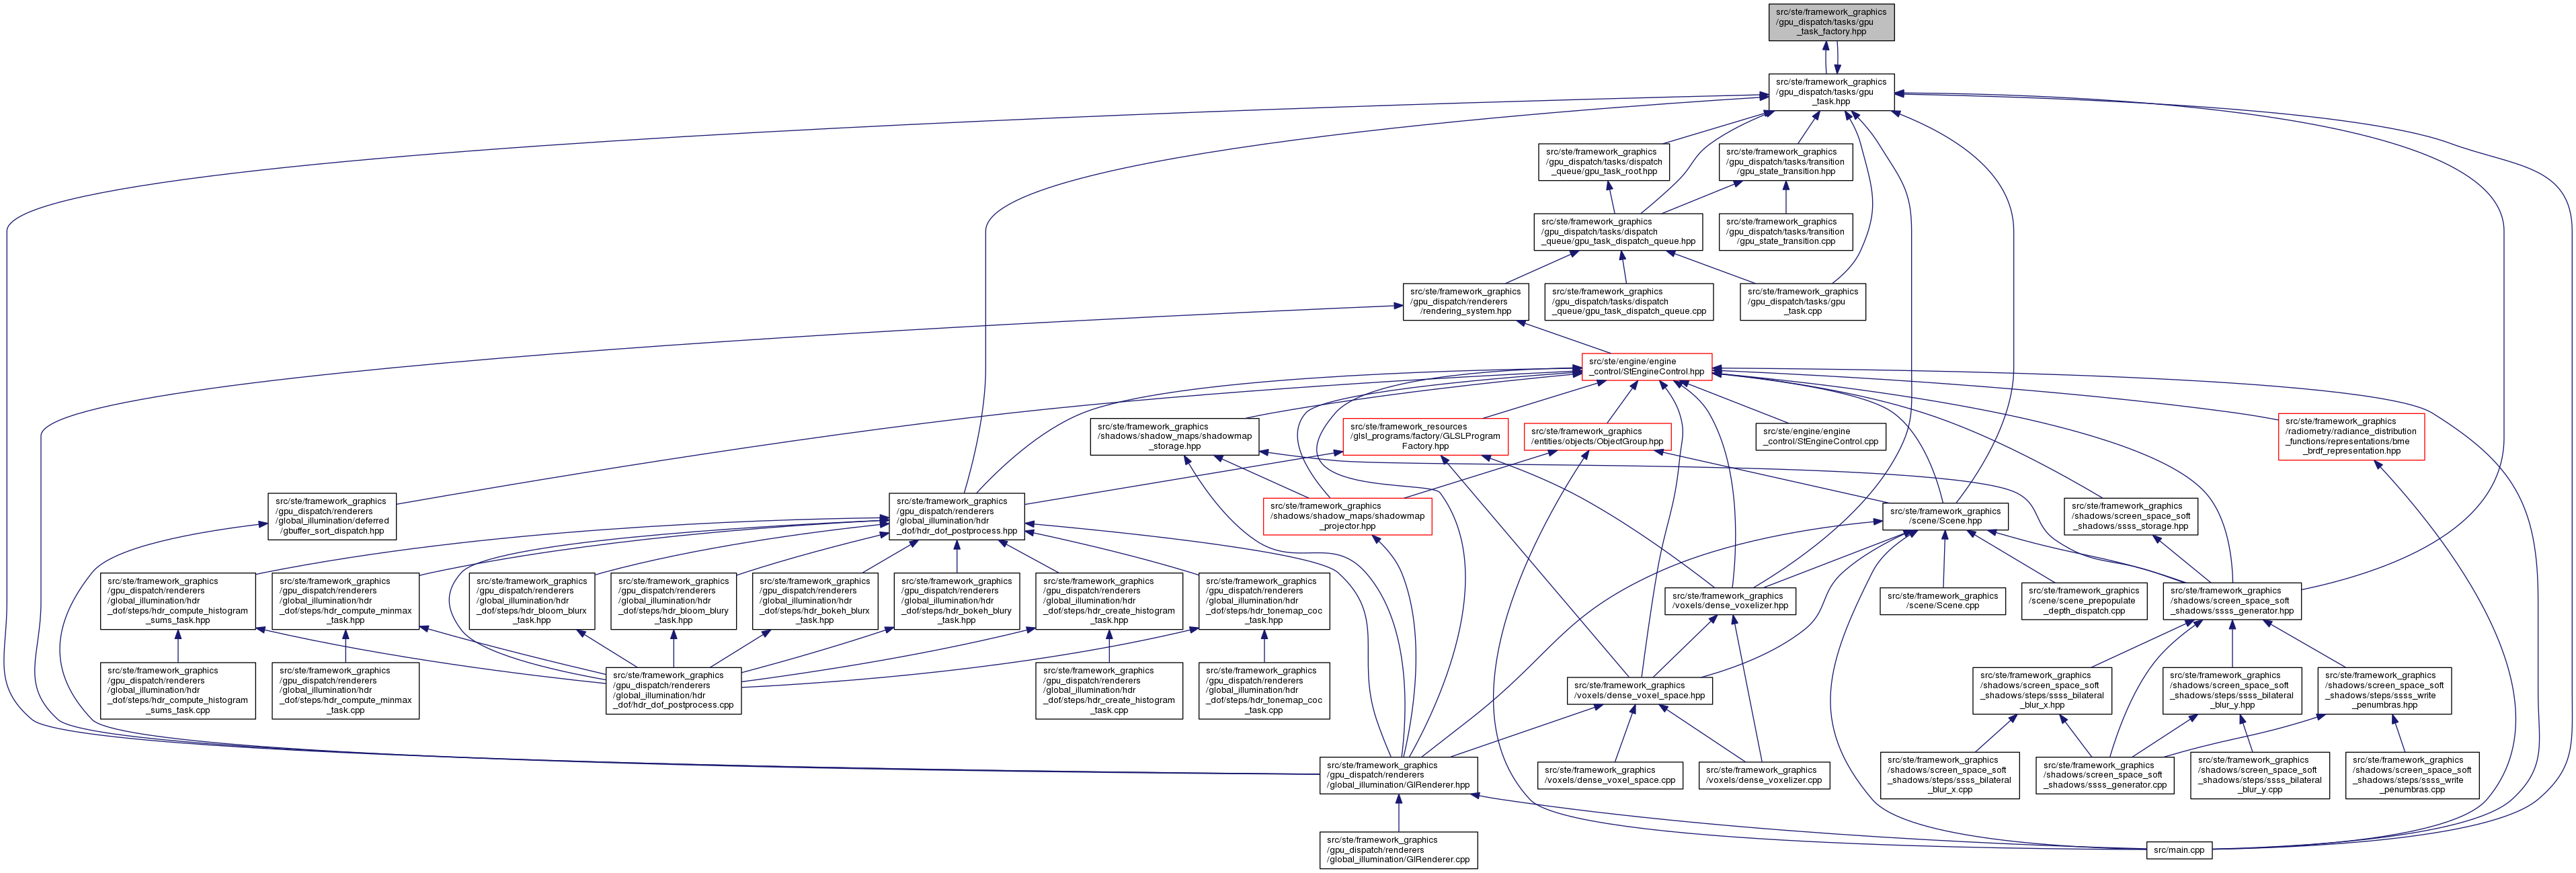 src/ste/framework_graphics
/gpu_dispatch/tasks/gpu
_task_factory.hpp
src/ste/framework_graphics
/gpu_dispatch/tasks/gpu
_task.hpp
src/ste/framework_graphics
/gpu_dispatch/tasks/dispatch
_queue/gpu_task_root.hpp
src/ste/framework_graphics
/gpu_dispatch/tasks/transition
/gpu_state_transition.hpp
src/ste/framework_graphics
/gpu_dispatch/tasks/dispatch
_queue/gpu_task_dispatch_queue.hpp
src/ste/framework_graphics
/gpu_dispatch/tasks/transition
/gpu_state_transition.cpp
src/ste/framework_graphics
/gpu_dispatch/renderers
/rendering_system.hpp
src/ste/framework_graphics
/gpu_dispatch/tasks/dispatch
_queue/gpu_task_dispatch_queue.cpp
src/ste/framework_graphics
/gpu_dispatch/tasks/gpu
_task.cpp
src/ste/engine/engine
_control/StEngineControl.hpp
src/ste/framework_graphics
/shadows/shadow_maps/shadowmap
_storage.hpp
src/ste/framework_resources
/glsl_programs/factory/GLSLProgram
Factory.hpp
src/ste/framework_graphics
/entities/objects/ObjectGroup.hpp
src/ste/engine/engine
_control/StEngineControl.cpp
src/ste/framework_graphics
/radiometry/radiance_distribution
_functions/representations/bme
_brdf_representation.hpp
src/ste/framework_graphics
/gpu_dispatch/renderers
/global_illumination/deferred
/gbuffer_sort_dispatch.hpp
src/ste/framework_graphics
/gpu_dispatch/renderers
/global_illumination/hdr
_dof/hdr_dof_postprocess.hpp
src/ste/framework_graphics
/shadows/shadow_maps/shadowmap
_projector.hpp
src/ste/framework_graphics
/scene/Scene.hpp
src/ste/framework_graphics
/shadows/screen_space_soft
_shadows/ssss_storage.hpp
src/ste/framework_graphics
/gpu_dispatch/renderers
/global_illumination/hdr
_dof/steps/hdr_compute_histogram
_sums_task.hpp
src/ste/framework_graphics
/gpu_dispatch/renderers
/global_illumination/hdr
_dof/steps/hdr_compute_minmax
_task.hpp
src/ste/framework_graphics
/gpu_dispatch/renderers
/global_illumination/hdr
_dof/steps/hdr_bloom_blurx
_task.hpp
src/ste/framework_graphics
/gpu_dispatch/renderers
/global_illumination/hdr
_dof/steps/hdr_bloom_blury
_task.hpp
src/ste/framework_graphics
/gpu_dispatch/renderers
/global_illumination/hdr
_dof/steps/hdr_bokeh_blurx
_task.hpp
src/ste/framework_graphics
/gpu_dispatch/renderers
/global_illumination/hdr
_dof/steps/hdr_bokeh_blury
_task.hpp
src/ste/framework_graphics
/gpu_dispatch/renderers
/global_illumination/hdr
_dof/steps/hdr_create_histogram
_task.hpp
src/ste/framework_graphics
/gpu_dispatch/renderers
/global_illumination/hdr
_dof/steps/hdr_tonemap_coc
_task.hpp
src/ste/framework_graphics
/voxels/dense_voxelizer.hpp
src/ste/framework_graphics
/scene/Scene.cpp
src/ste/framework_graphics
/scene/scene_prepopulate
_depth_dispatch.cpp
src/ste/framework_graphics
/shadows/screen_space_soft
_shadows/ssss_generator.hpp
src/ste/framework_graphics
/gpu_dispatch/renderers
/global_illumination/hdr
_dof/steps/hdr_compute_histogram
_sums_task.cpp
src/ste/framework_graphics
/gpu_dispatch/renderers
/global_illumination/hdr
_dof/steps/hdr_compute_minmax
_task.cpp
src/ste/framework_graphics
/gpu_dispatch/renderers
/global_illumination/hdr
_dof/hdr_dof_postprocess.cpp
src/ste/framework_graphics
/gpu_dispatch/renderers
/global_illumination/hdr
_dof/steps/hdr_create_histogram
_task.cpp
src/ste/framework_graphics
/gpu_dispatch/renderers
/global_illumination/hdr
_dof/steps/hdr_tonemap_coc
_task.cpp
src/ste/framework_graphics
/voxels/dense_voxel_space.hpp
src/ste/framework_graphics
/shadows/screen_space_soft
_shadows/steps/ssss_bilateral
_blur_x.hpp
src/ste/framework_graphics
/shadows/screen_space_soft
_shadows/steps/ssss_bilateral
_blur_y.hpp
src/ste/framework_graphics
/shadows/screen_space_soft
_shadows/steps/ssss_write
_penumbras.hpp
src/ste/framework_graphics
/gpu_dispatch/renderers
/global_illumination/GIRenderer.hpp
src/ste/framework_graphics
/voxels/dense_voxel_space.cpp
src/ste/framework_graphics
/voxels/dense_voxelizer.cpp
src/ste/framework_graphics
/shadows/screen_space_soft
_shadows/steps/ssss_bilateral
_blur_x.cpp
src/ste/framework_graphics
/shadows/screen_space_soft
_shadows/ssss_generator.cpp
src/ste/framework_graphics
/shadows/screen_space_soft
_shadows/steps/ssss_bilateral
_blur_y.cpp
src/ste/framework_graphics
/shadows/screen_space_soft
_shadows/steps/ssss_write
_penumbras.cpp
src/ste/framework_graphics
/gpu_dispatch/renderers
/global_illumination/GIRenderer.cpp
src/main.cpp